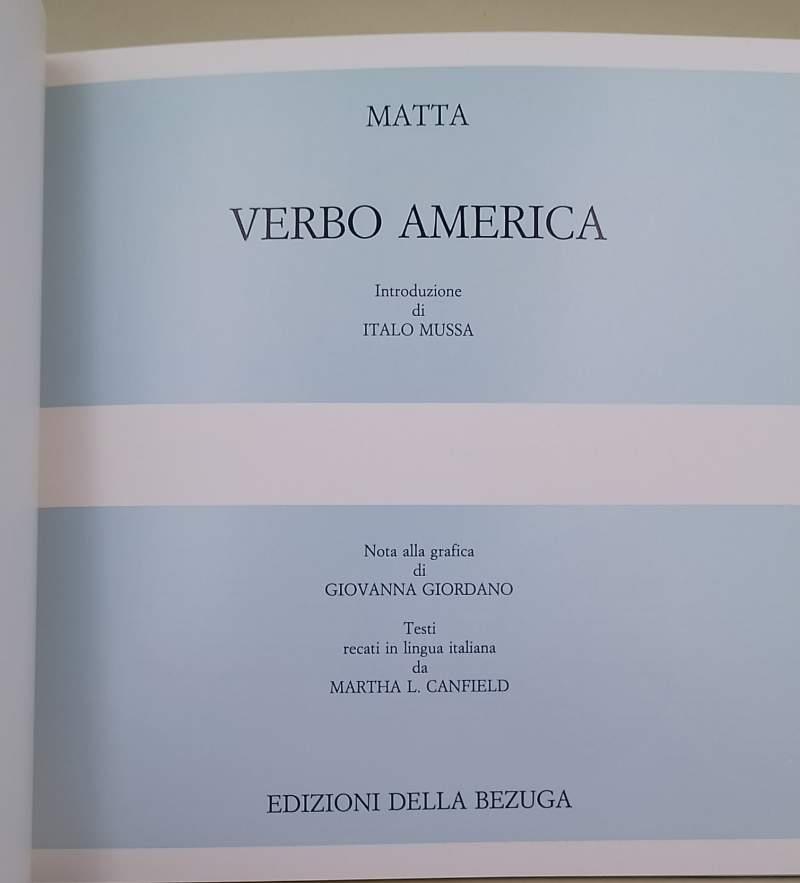 MATTA
VERBO AMERICA
Introduzione
di
ITALO MUSSA
Nota alla grafica
di
GIOVANNA GIORDANO
Testi
recati in lingua italiana
da
MARTHA L. CANFIELD
EDIZIONI DELLA BEZUGA